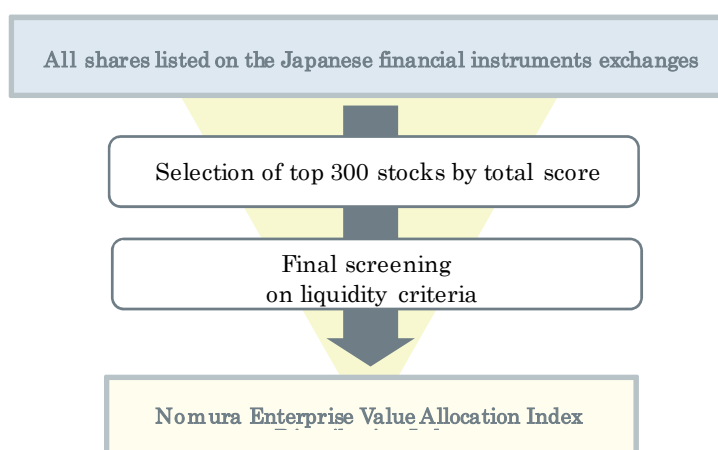 All shares listed on the Japanese financial instruments exchanges
Selection of top 300 stocks by total score
Final screening
on liquidity criteria
Nomura Enterprise Value Allocation Index